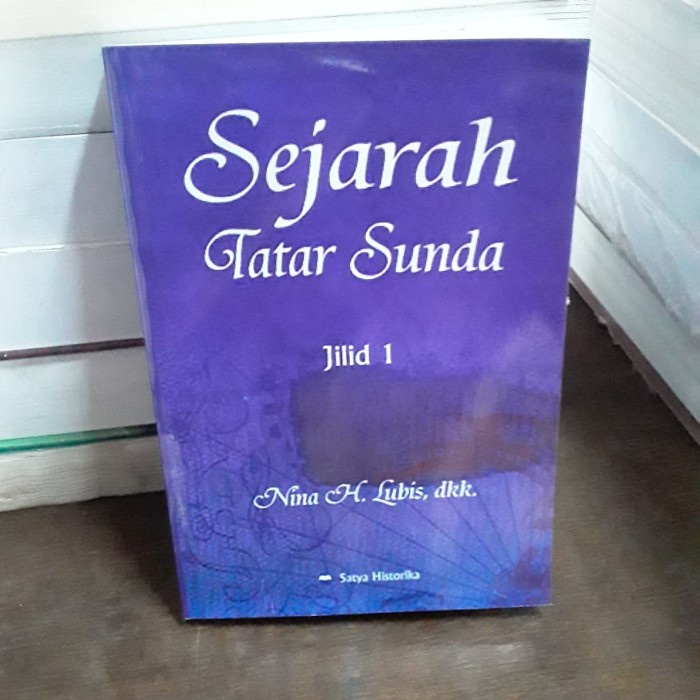 Sejarah
Tatar Sunda
Jilid 1
Nina H. Lubis, dkk.
Satya Historika